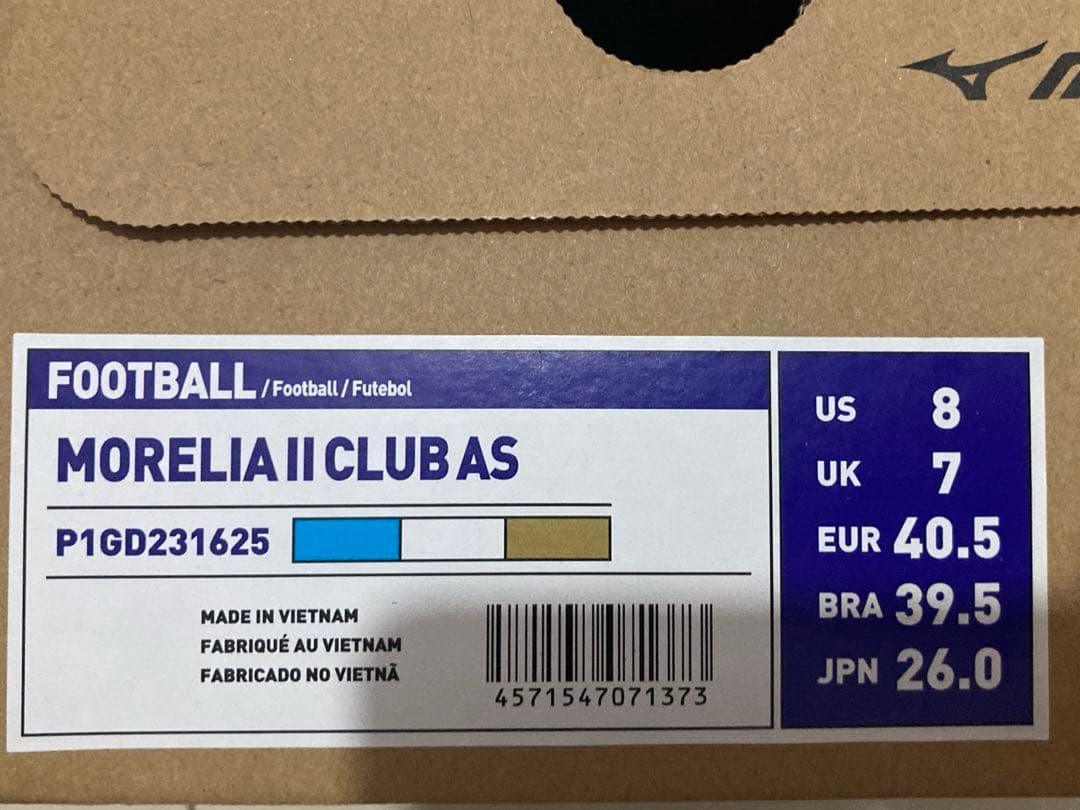 FOOTBALL / Football / Futebol
MORELIA II CLUB AS
P1GD231625
MADE IN VIETNAM
FABRIQUÉ AU VIETNAM
FABRICADO NO VIETNÃ
4571547071373
US 8
UK 7
EUR 40.5
BRA 39.5
JPN 26.0